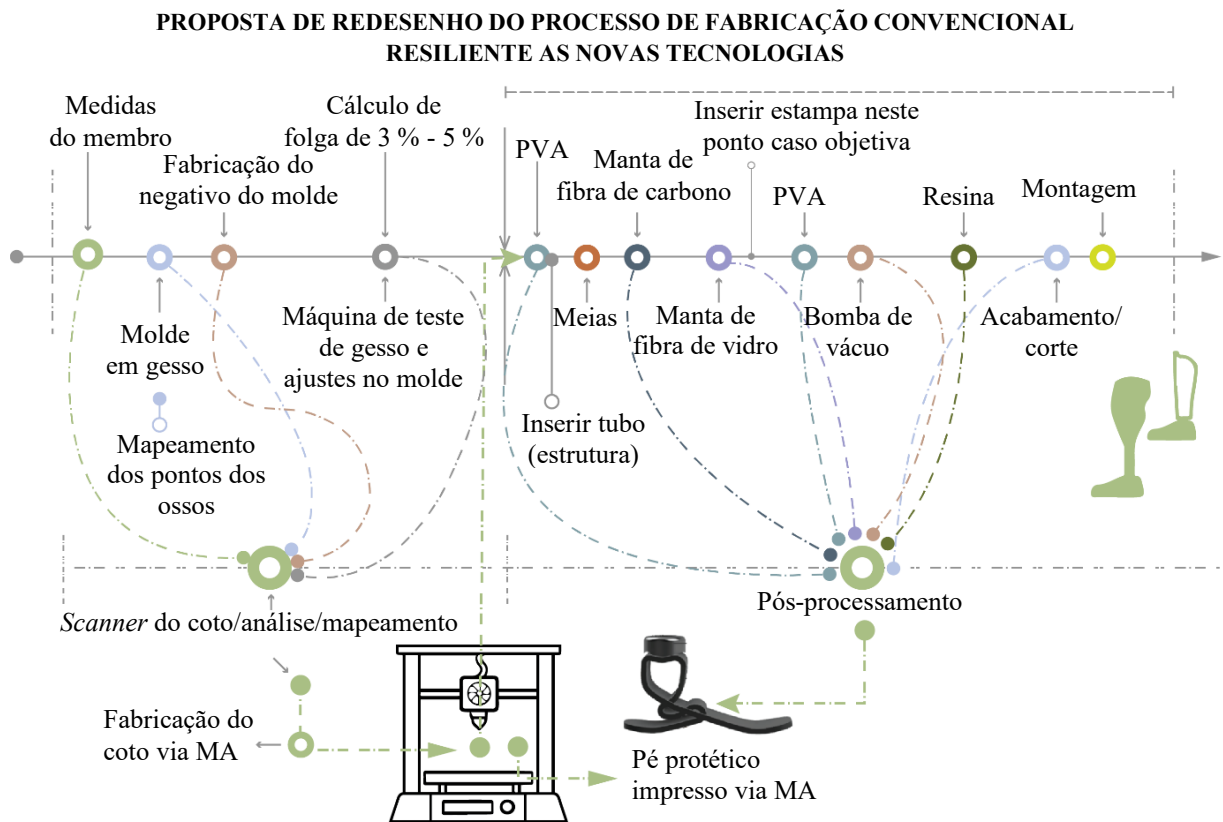 PROPOSTA DE REDESENHO DO PROCESSO DE FABRICAÇÃO CONVENCIONAL
RESILIENTE AS NOVAS TECNOLOGIAS
Medidas
do membro
Fabricação do
negativo do molde
Cálculo de
folga de 3 % - 5 %
PVA
Manta de
fibra de carbono
Inserir estampa neste
ponto caso objetiva
PVA
Resina
Montagem
Molde
em gesso
Mapeamento
dos pontos dos
ossos
Máquina de teste
de gesso e
ajustes no molde
Meias
Inserir tubo
(estrutura)
Manta de
fibra de vidro
Bomba de
vácuo
Acabamento/
corte
Scanner do coto/análise/mapeamento
Pós-processamento
Fabricação do
coto via MA
Pé protético
impresso via MA